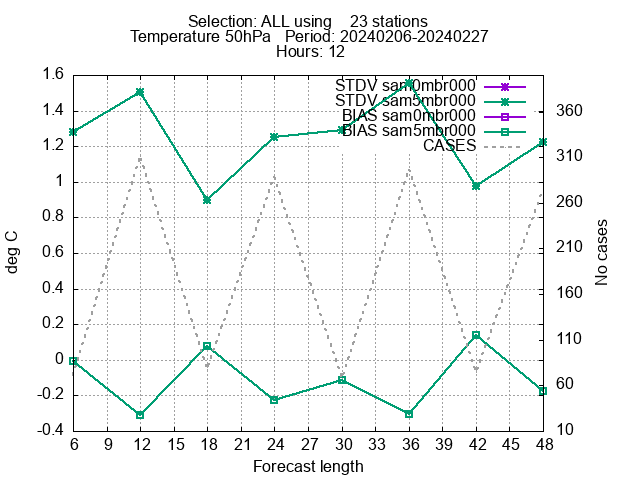 Selection: ALL using    23 stations
Temperature 50hPa   Period: 20240206-20240227
Hours: 12
STDV sam0mbr000
STDV sam5mbr000
BIAS sam0mbr000
BIAS sam5mbr000
CASES
deg C
1.6
1.4
1.2
1
0.8
0.6
0.4
0.2
0
-0.2
-0.4
No cases
360
310
260
210
160
110
60
10
6 9 12 15 18 21 24 27 30 33 36 39 42 45 48
Forecast length